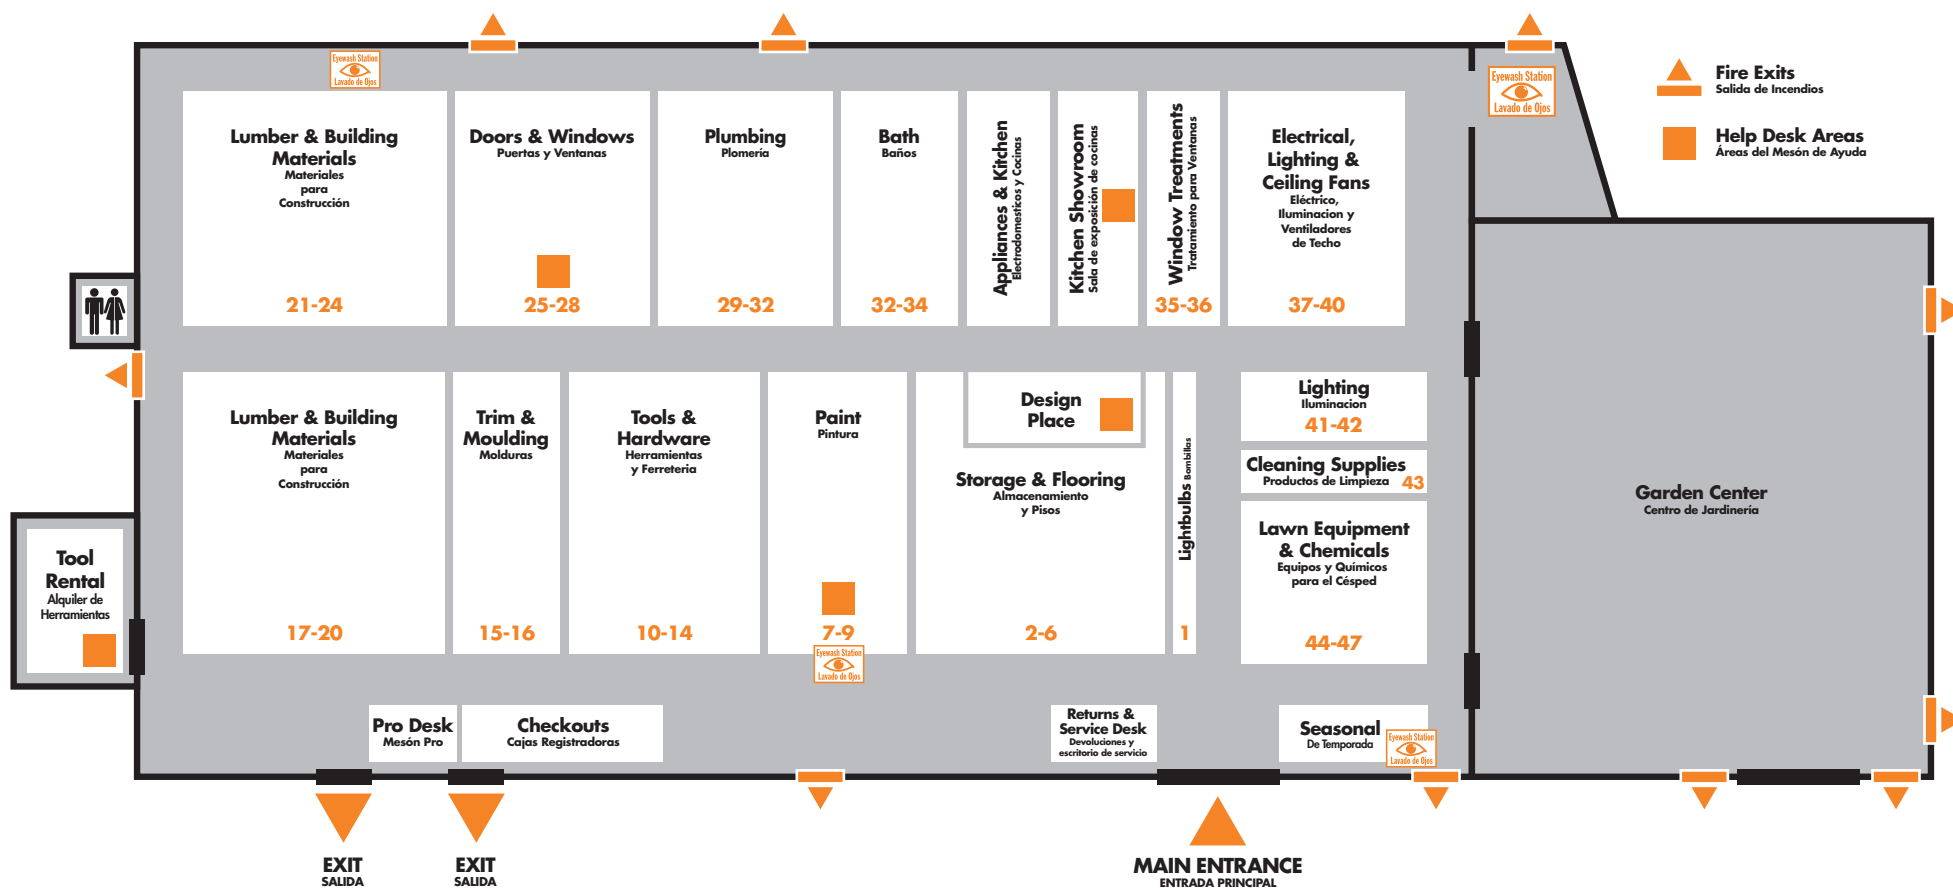 Eyewash Station
Lavado de Ojos
Eyewash Station
Lavado de Ojos
Fire Exits
Salida de Incendios
Help Desk Areas
Áreas del Mesón de Ayuda
Lumber & Building
Materials
Materiales
para
Construcción
21-24
Doors & Windows
Puertas y Ventanas
25-28
Plumbing
Plomería
29-32
Bath
Baños
32-34
Appliances & Kitchen
Electrodomesticos y Cocinas
Kitchen Showroom
Sala de exposición de cocinas
Window Treatments
Tratamiento para Ventanas
35-36
Electrical,
Lighting &
Ceiling Fans
Eléctrico,
Iluminacion y
Ventiladores
de Techo
37-40
Lumber & Building
Materials
Materiales
para
Construcción
17-20
Trim &
Moulding
Molduras
15-16
Tools &
Hardware
Herramientas
y Ferreteria
10-14
Paint
Pintura
7-9
Eyewash Station
Lavado de Ojos
Design
Place
Storage & Flooring
Almacenamiento
y Pisos
2-6
Lightbulbs Bombillas
1
Lighting
Iluminacion
41-42
Cleaning Supplies
Productos de Limpieza 43
Lawn Equipment
& Chemicals
Equipos y Químicos
para el Césped
44-47
Garden Center
Centro de Jardinería
Tool
Rental
Alquiler de
Herramientas
Pro Desk
Mesón Pro
Checkouts
Cajas Registradoras
Returns &
Service Desk
Devoluciones y
escritorio de servicio
Seasonal
De Temporada
Eyewash Station
Lavado de Ojos
EXIT
SALIDA
EXIT
SALIDA
MAIN ENTRANCE
ENTRADA PRINCIPAL